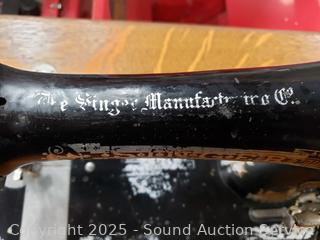 The Singer Manufacturing Co.
Copyright 2025 - Sound Auction Service